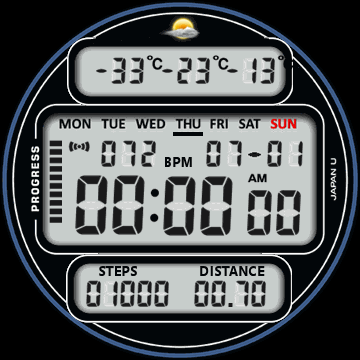 -33°C-23°C-13°C
MON TUE WED THU FRI SAT SUN
072 BPM 07-01
AM
00:00 00
PROGRESS
JAPAN U
STEPS DISTANCE
01000 00.70